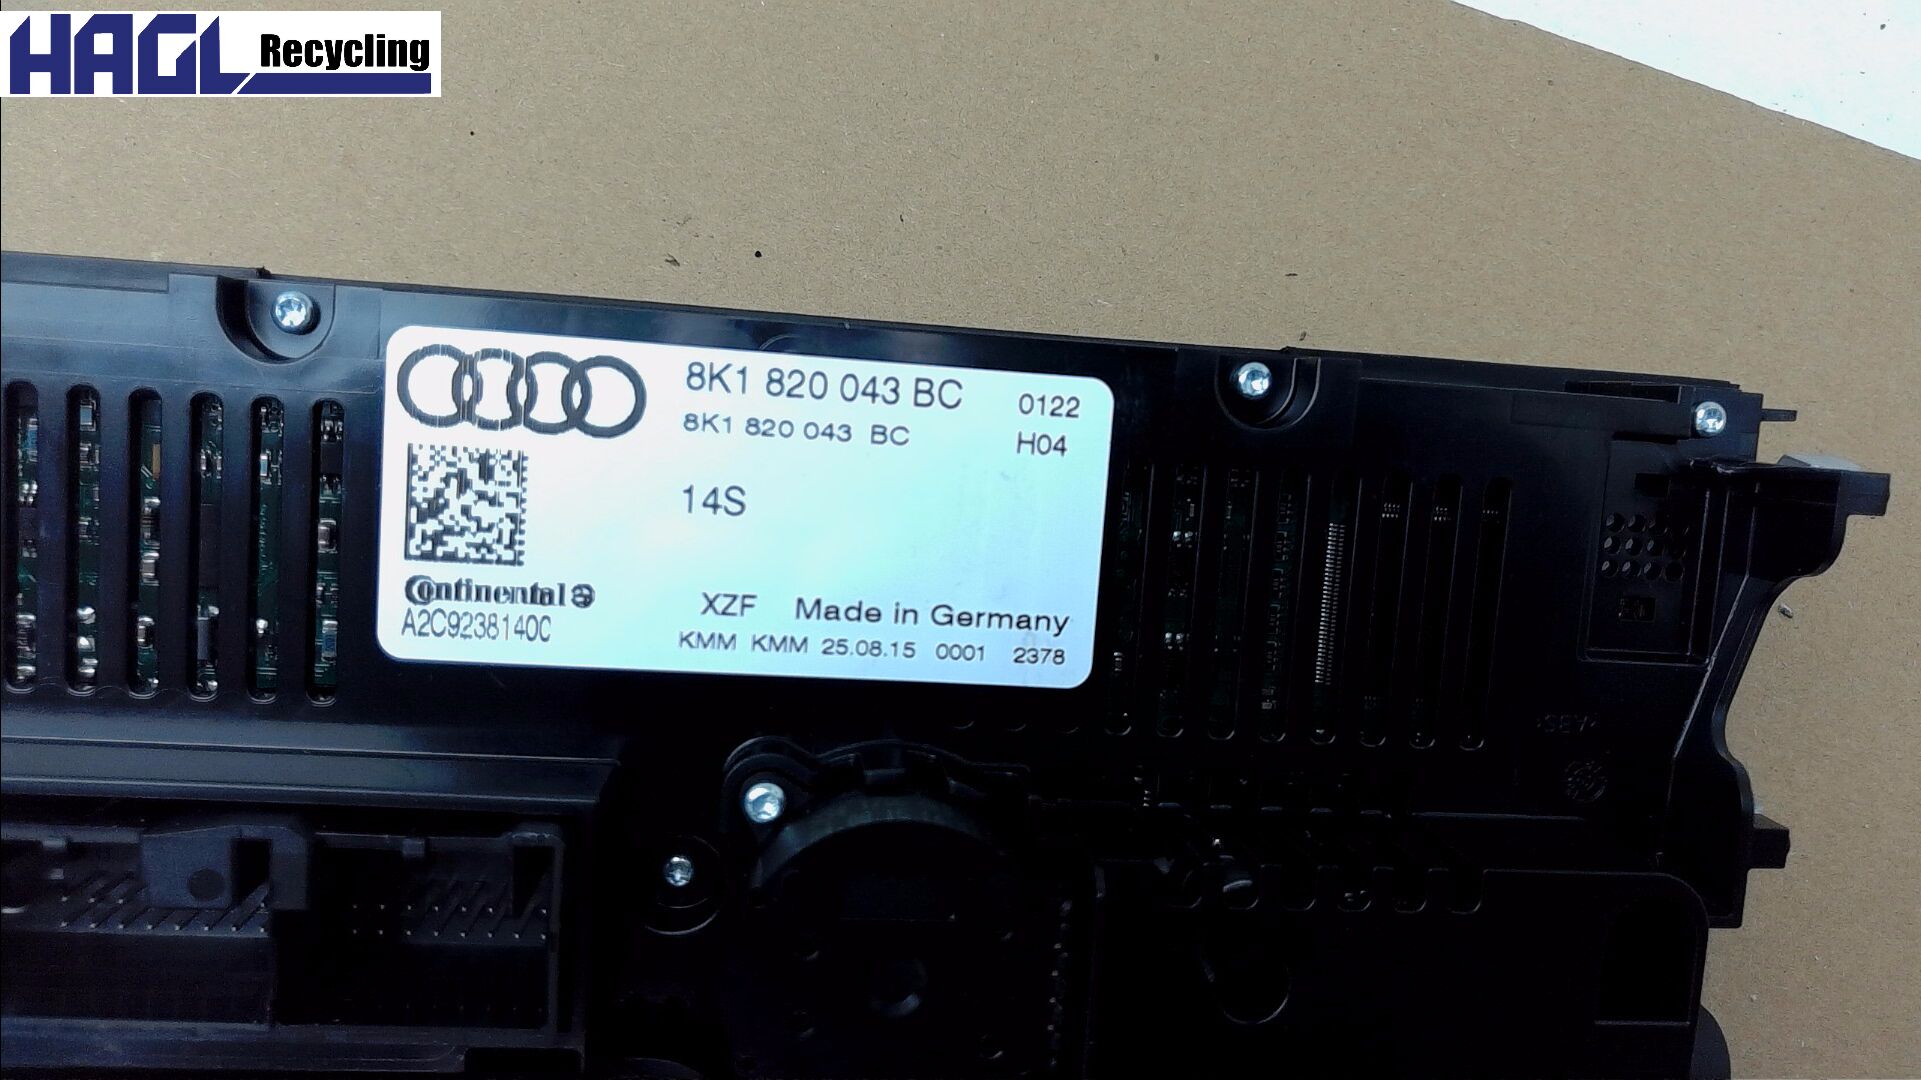 HAGL Recycling
8K1 820 043 BC 0122
8K1 820 043 BC H04
14S
Continental
A2C9238140C
XZF Made in Germany
KMM KMM 25.08.15 0001 2378